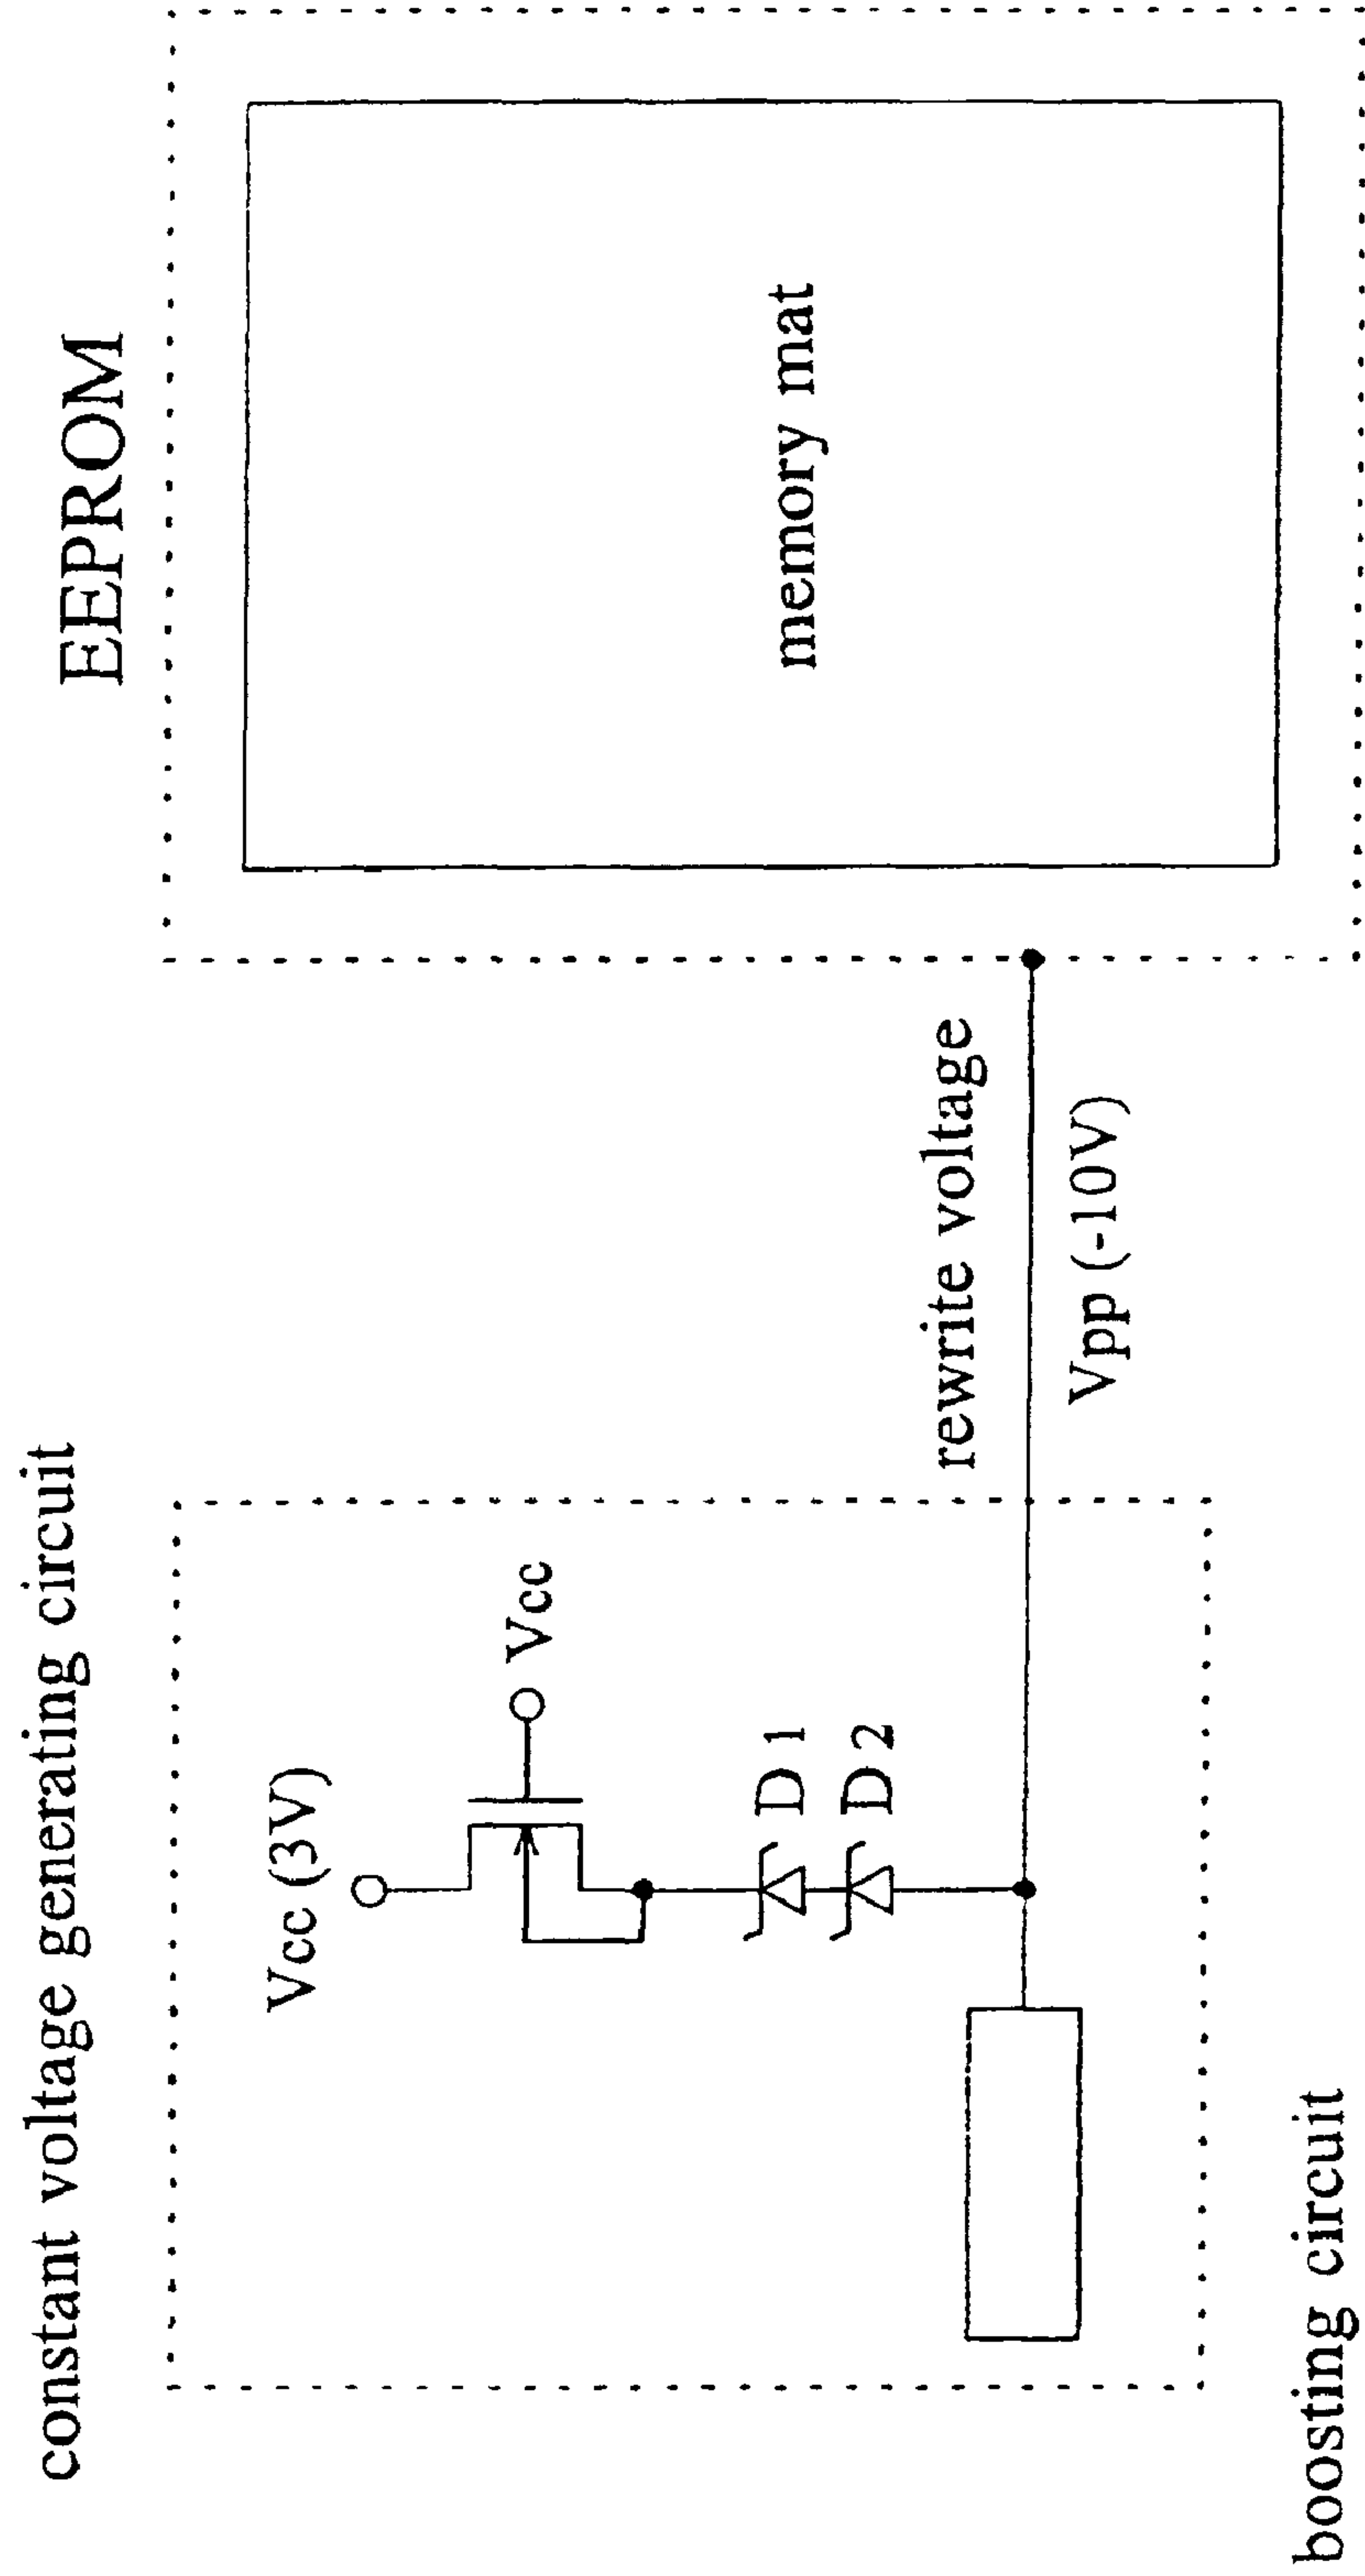 constant voltage generating circuit
EEPROM
Vcc (3V)
Vcc
D1
D2
memory mat
rewrite voltage
Vpp (-10V)
boosting circuit